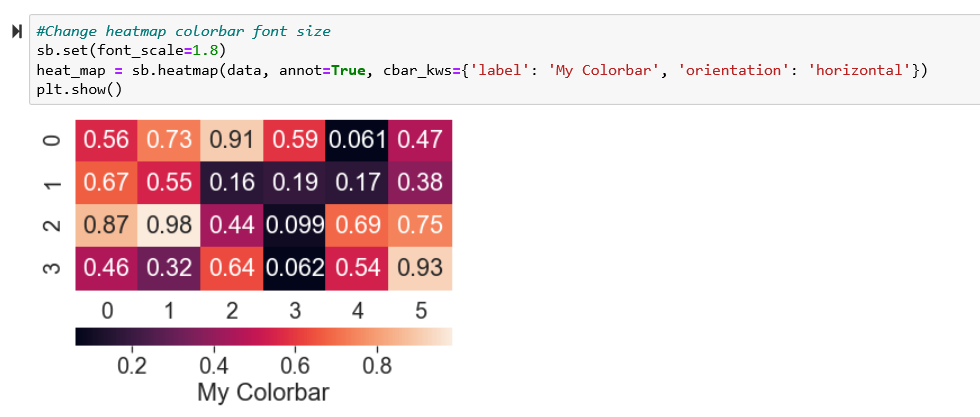 #Change heatmap colorbar font size
sb.set(font_scale=1.8)
heat_map = sb.heatmap(data, annot=True, cbar_kws={'label': 'My Colorbar', 'orientation': 'horizontal'})
plt.show()
0 0.56 0.73 0.91 0.59 0.061 0.47
1 0.67 0.55 0.16 0.19 0.17 0.38
2 0.87 0.98 0.44 0.099 0.69 0.75
3 0.46 0.32 0.64 0.062 0.54 0.93
0 1 2 3 4 5
0.2 0.4 0.6 0.8
My Colorbar